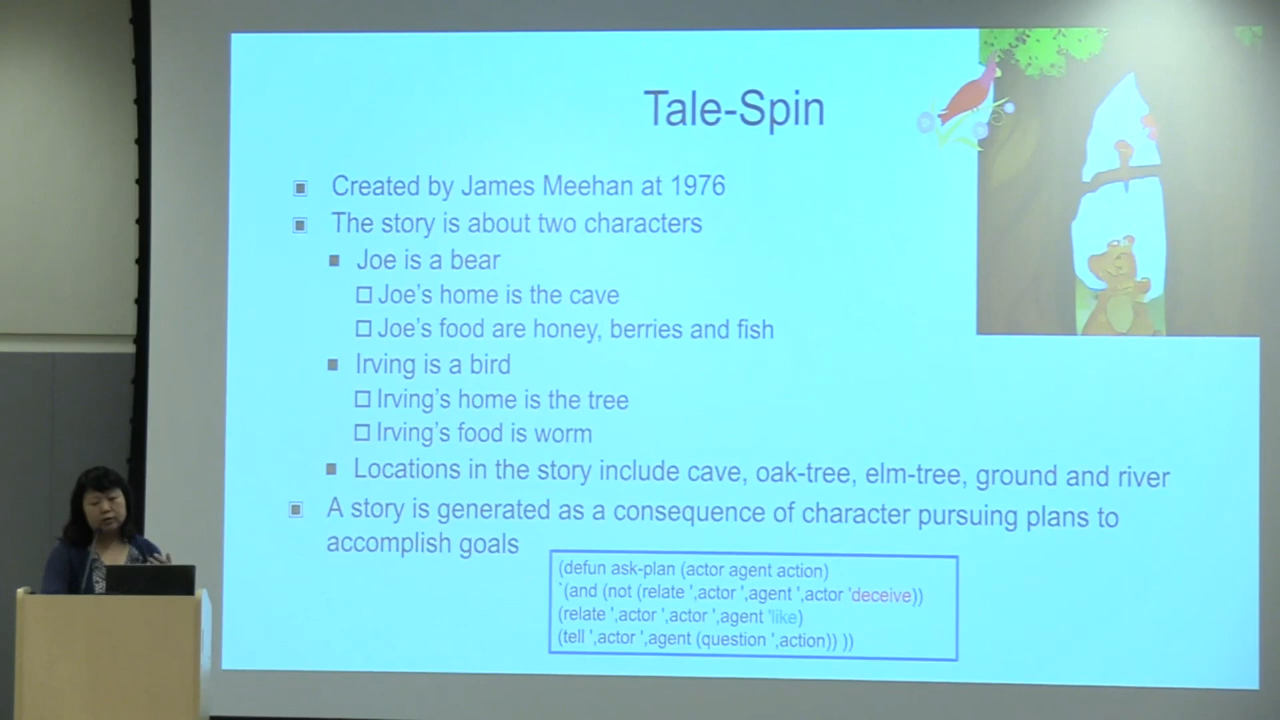 Tale-Spin
Created by James Meehan at 1976
The story is about two characters
Joe is a bear
Joe's home is the cave
Joe's food are honey, berries and fish
Irving is a bird
Irving's home is the tree
Irving's food is worm
Locations in the story include cave, oak-tree, elm-tree, ground and river
A story is generated as a consequence of character pursuing plans to
accomplish goals
(defun ask-plan (actor agent action)
`(and (not (relate ',actor ',agent ',actor 'deceive))
(relate ',actor ',actor ',agent 'like)
(tell ',actor ',agent (question ',action)) ))